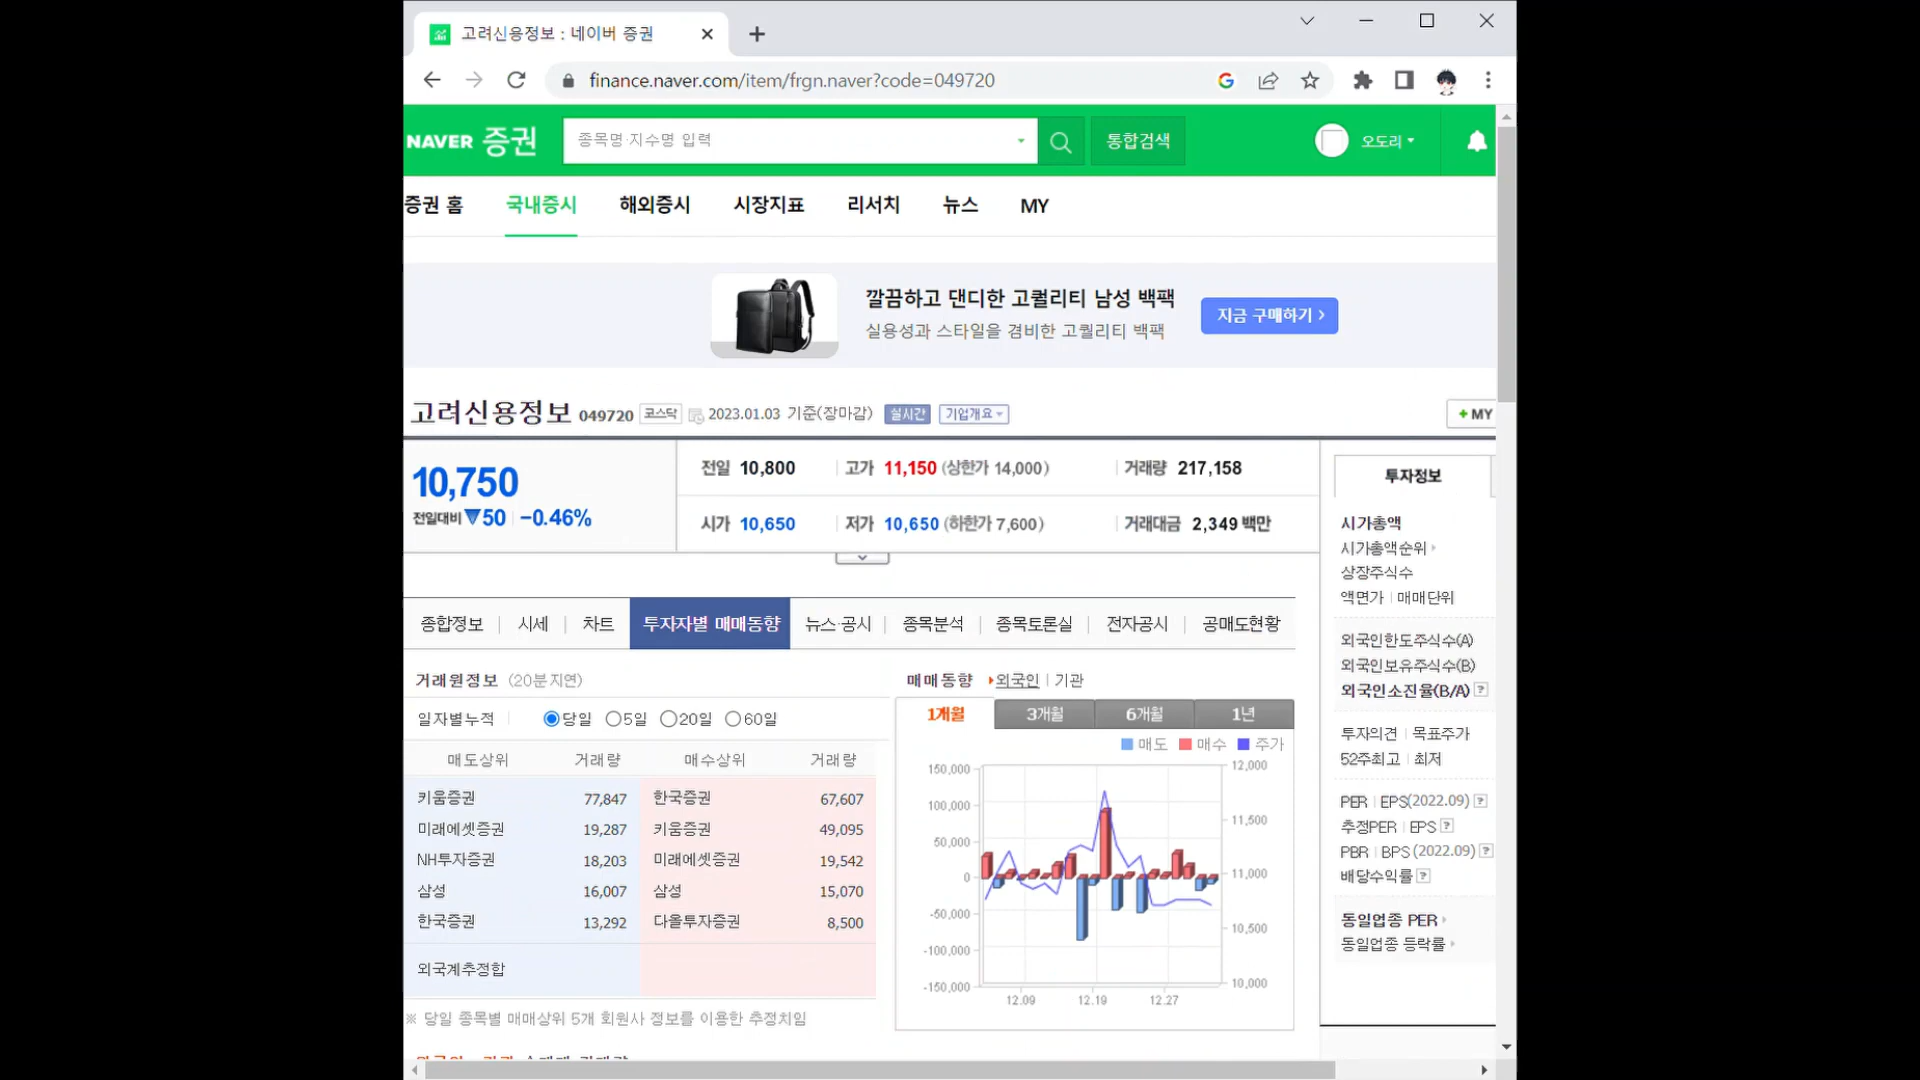 고려신용정보 : 네이버 증권
finance.naver.com/item/frgn.naver?code=049720
NAVER 증권
종목명·지수명 입력
통합검색
오도리
증권 홈 국내증시 해외증시 시장지표 리서치 뉴스 MY
깔끔하고 댄디한 고퀄리티 남성 백팩
실용성과 스타일을 겸비한 고퀄리티 백팩
지금 구매하기 >
고려신용정보 049720 코스닥 2023.01.03 기준(장마감) 실시간 기업개요
+ MY
10,750
전일대비 ▼50 -0.46%
전일 10,800 고가 11,150 (상한가 14,000) 거래량 217,158
시가 10,650 저가 10,650 (하한가 7,600) 거래대금 2,349 백만
종합정보 시세 차트 투자자별 매매동향 뉴스·공시 종목분석 종목토론실 전자공시 공매도현황
거래원정보 (20분 지연)
일자별누적 당일 5일 20일 60일
매도상위 거래량 매수상위 거래량
키움증권 77,847 한국증권 67,607
미래에셋증권 19,287 키움증권 49,095
NH투자증권 18,203 미래에셋증권 19,542
삼성 16,007 삼성 15,070
한국증권 13,292 다올투자증권 8,500
외국계추정합
※ 당일 종목별 매매상위 5개 회원사 정보를 이용한 추정치임
매매동향 외국인 기관
1개월 3개월 6개월 1년
매도 매수 주가
150,000
100,000
50,000
0
-50,000
-100,000
-150,000
12,000
11,500
11,000
10,500
10,000
12.09 12.19 12.27
투자정보
시가총액
시가총액순위
상장주식수
액면가 매매단위
외국인한도주식수(A)
외국인보유주식수(B)
외국인소진율(B/A) ?
투자의견 목표주가
52주최고 최저
PER EPS(2022.09) ?
추정PER EPS ?
PBR BPS (2022.09) ?
배당수익률 ?
동일업종 PER
동일업종 등락률